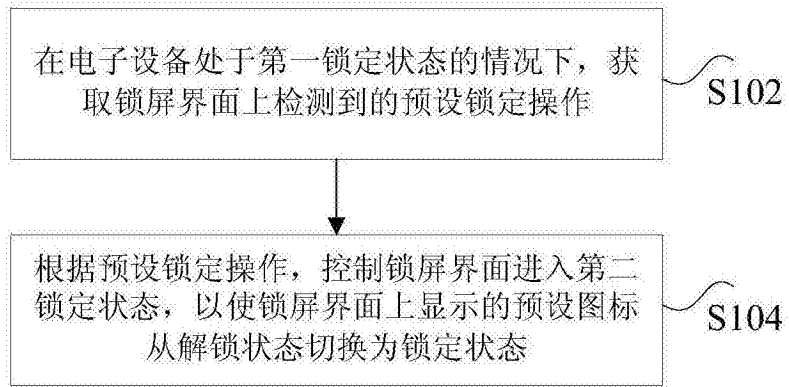 在电子设备处于第一锁定状态的情况下，获
取锁屏界面上检测到的预设锁定操作
S102
根据预设锁定操作，控制锁屏界面进入第二
锁定状态，以使锁屏界面上显示的预设图标
从解锁状态切换为锁定状态
S104